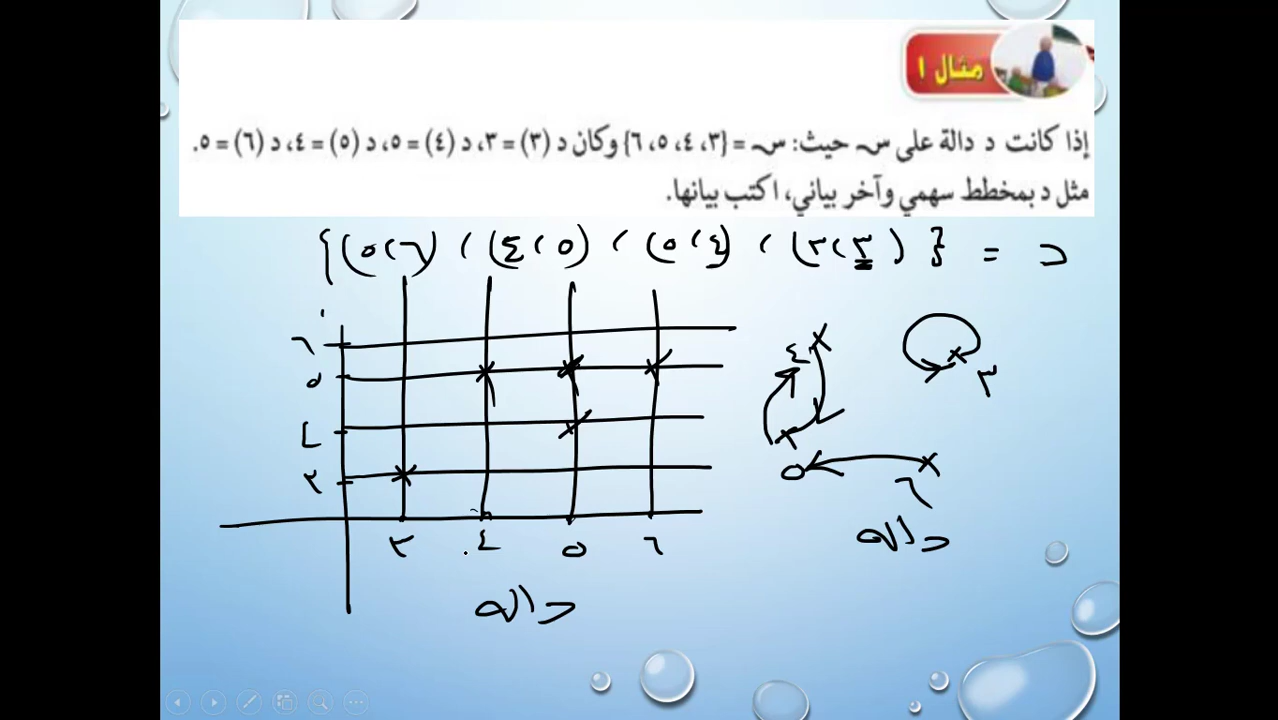 مثال ١
إذا كانت د دالة على سہ حيث: سہ = {٣، ٤، ٥، ٦} وكان د (٣) = ٣، د (٤) = ٥، د (٥) = ٤، د (٦) = ٥.
مثل د بمخطط سهمي وآخر بياني، اكتب بيانها.
د = {(٣،٣) ، (٤،٥) ، (٥،٤) ، (٦،٥)}
٣
٤
٥
٦
دالة
٦
٥
٤
٣
٣ ٤ ٥ ٦
دالة